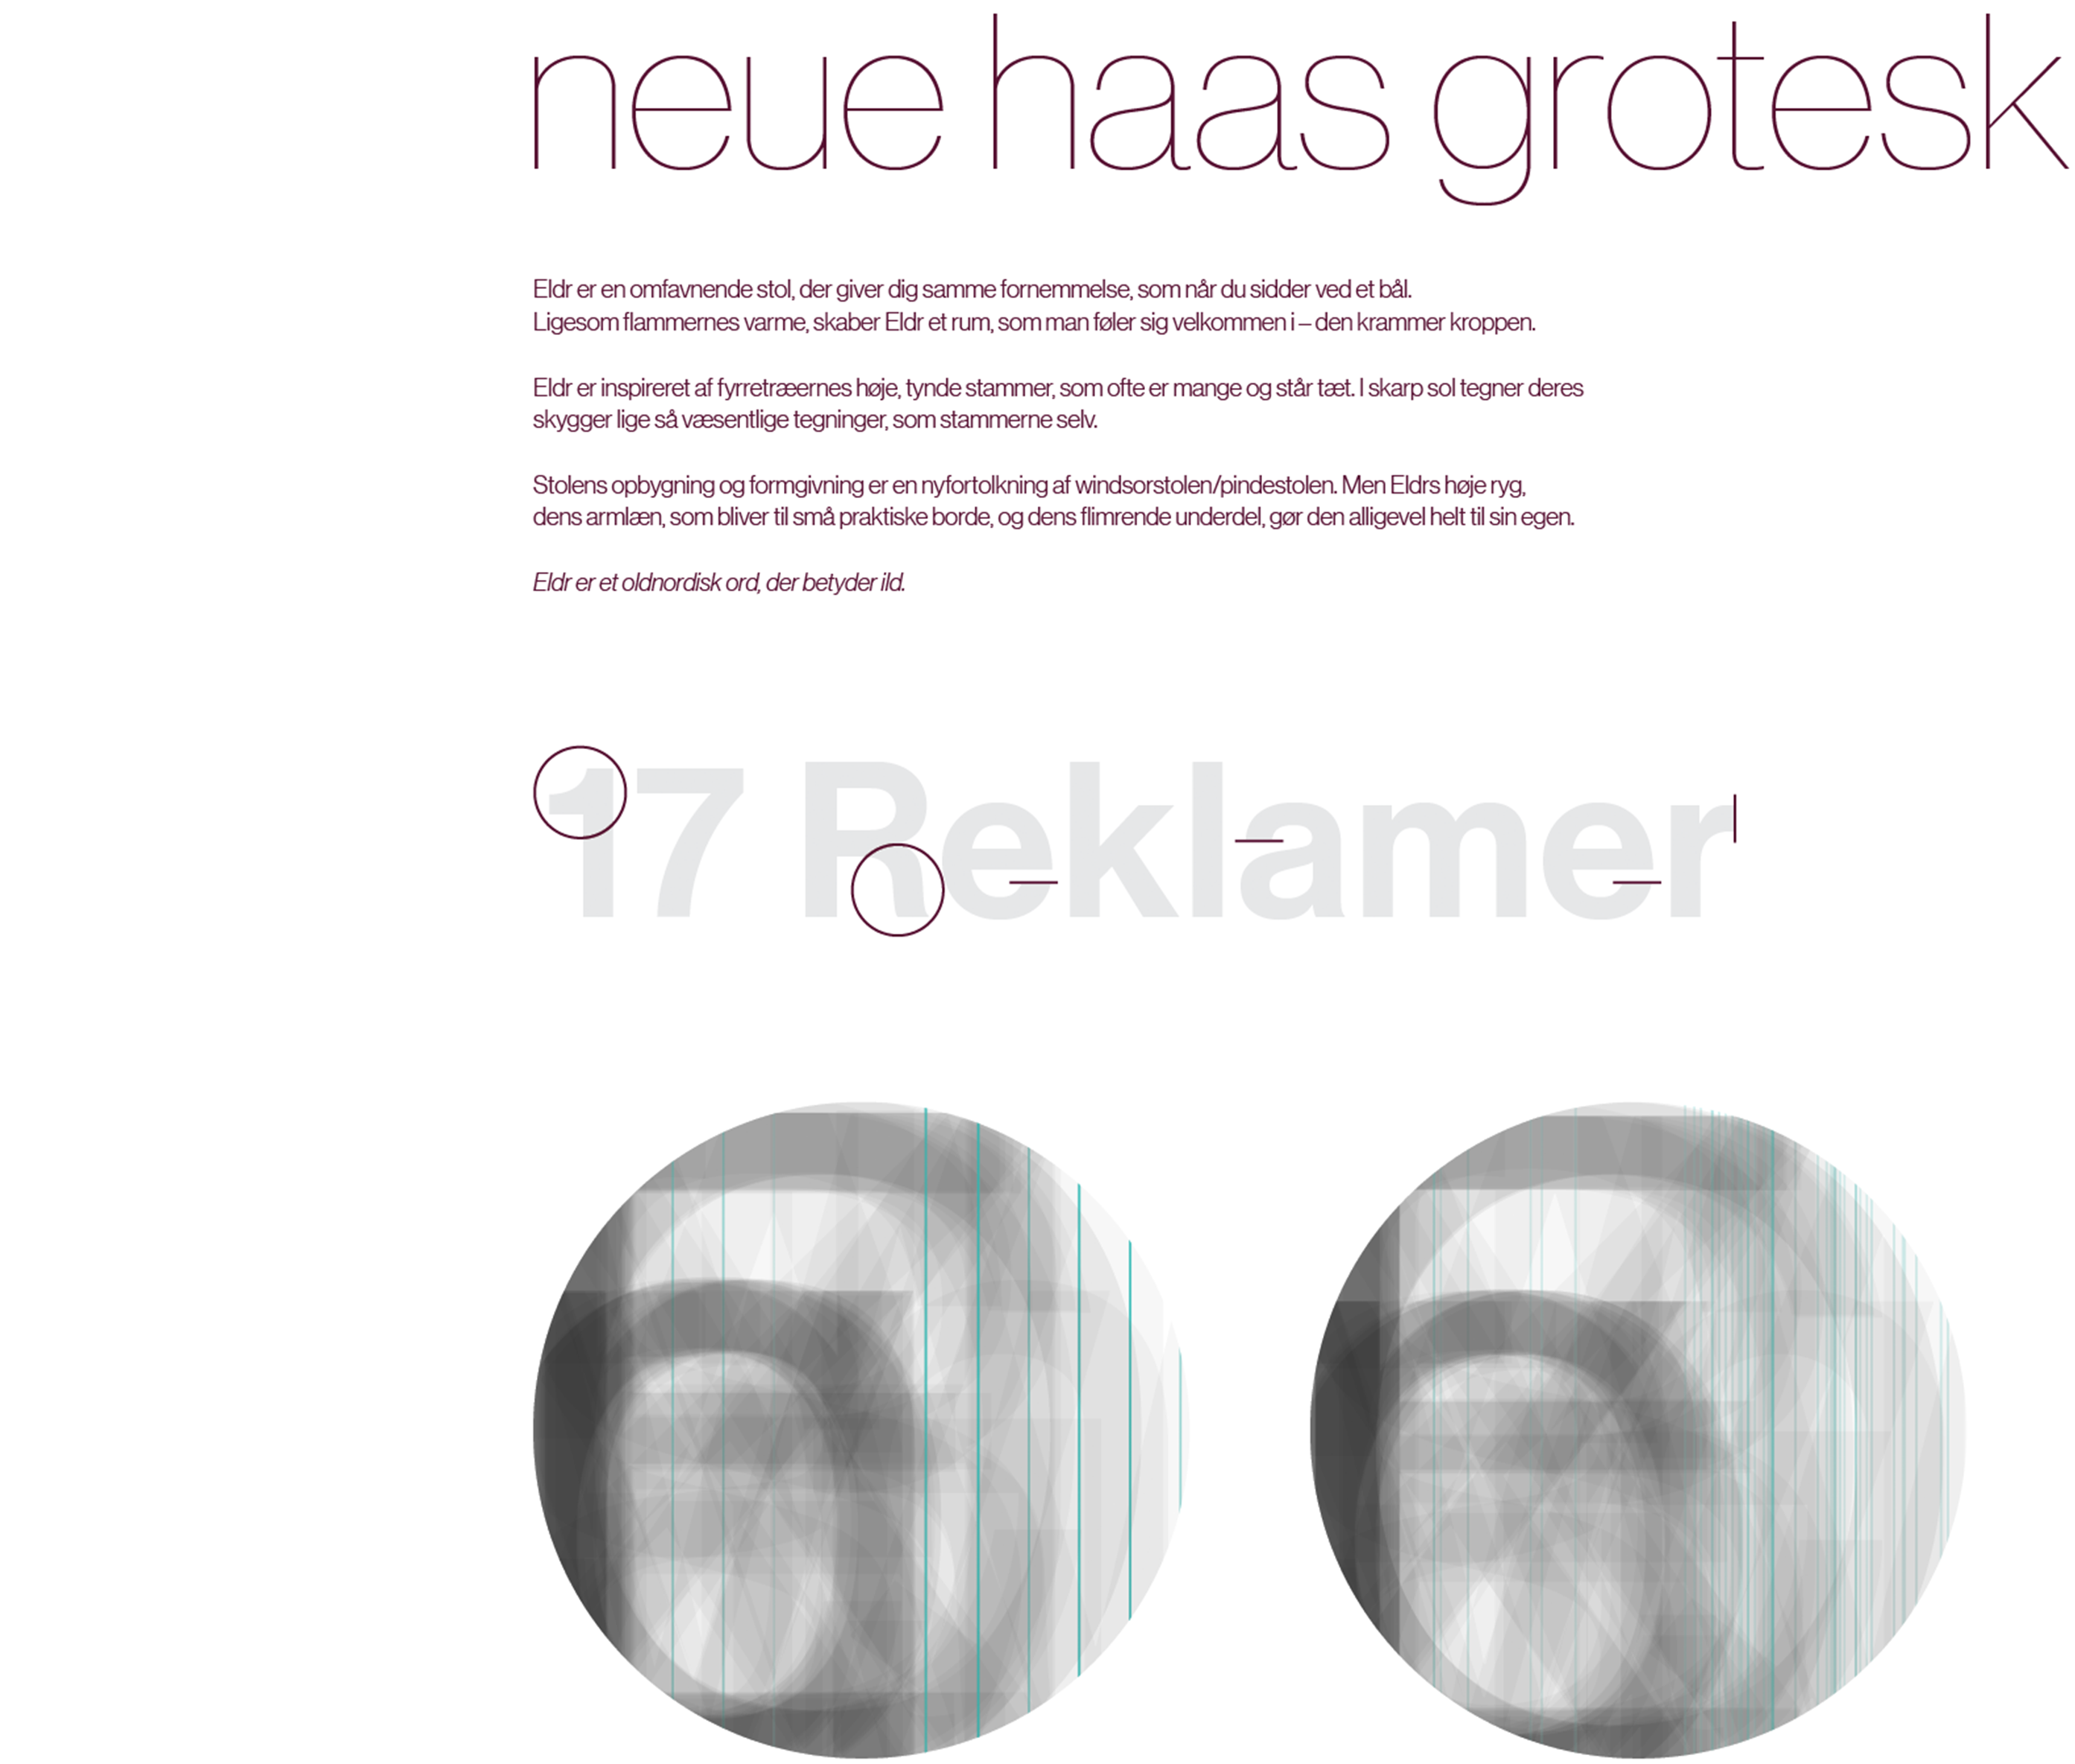 neue haas grotesk
Eldr er en omfavnende stol, der giver dig samme fornemmelse, som når du sidder ved et bål.
Ligesom flammernes varme, skaber Eldr et rum, som man føler sig velkommen i – den krammer kroppen.
Eldr er inspireret af fyrretræernes høje, tynde stammer, som ofte er mange og står tæt. I skarp sol tegner deres
skygger lige så væsentlige tegninger, som stammerne selv.
Stolens opbygning og formgivning er en nyfortolkning af windsorstolen/pindestolen. Men Eldrs høje ryg,
dens armlæn, som bliver til små praktiske borde, og dens flimrende underdel, gør den alligevel helt til sin egen.
Eldr er et oldnordisk ord, der betyder ild.
17 Reklamer